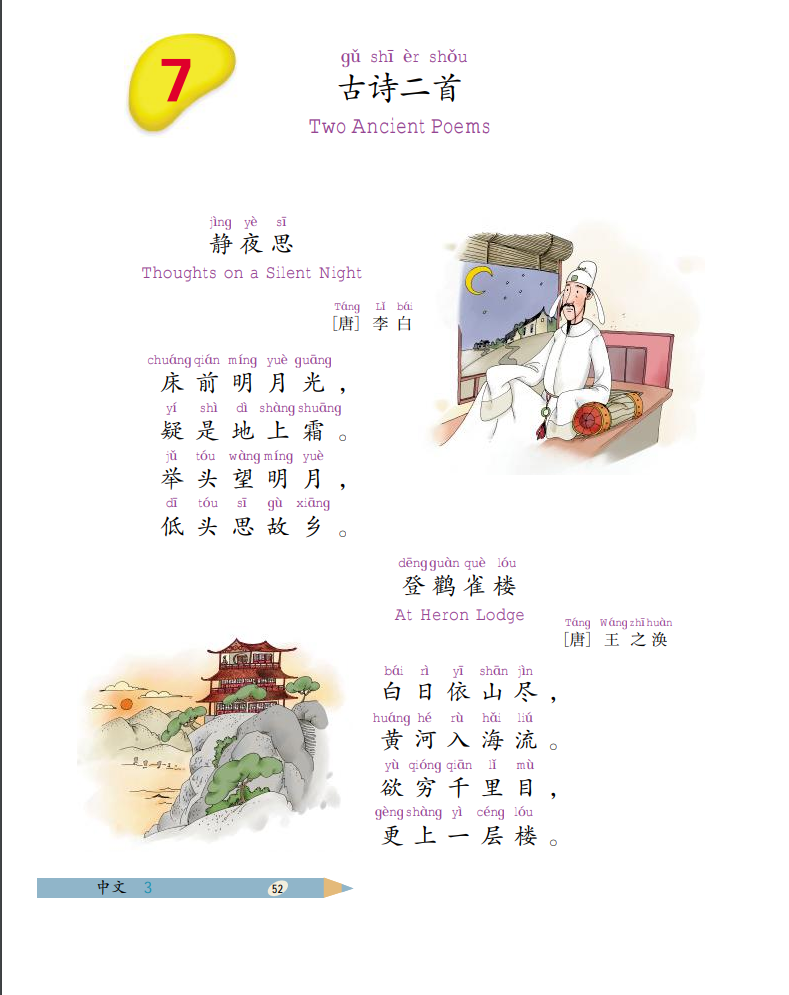 7
gǔ shī èr shǒu
古诗二首
Two Ancient Poems
jìng yè sī
静夜思
Thoughts on a Silent Night
Táng Lǐ bái
[唐] 李白
chuáng qián míng yuè guāng
床前明月光，
yí shì dì shàng shuāng
疑是地上霜。
jǔ tóu wàng míng yuè
举头望明月，
dī tóu sī gù xiāng
低头思故乡。
dēng guàn què lóu
登鹳雀楼
At Heron Lodge
Táng Wáng zhī huàn
[唐] 王之涣
bái rì yī shān jìn
白日依山尽，
huáng hé rù hǎi liú
黄河入海流。
yù qióng qiān lǐ mù
欲穷千里目，
gèng shàng yì céng lóu
更上一层楼。
中文 3
52